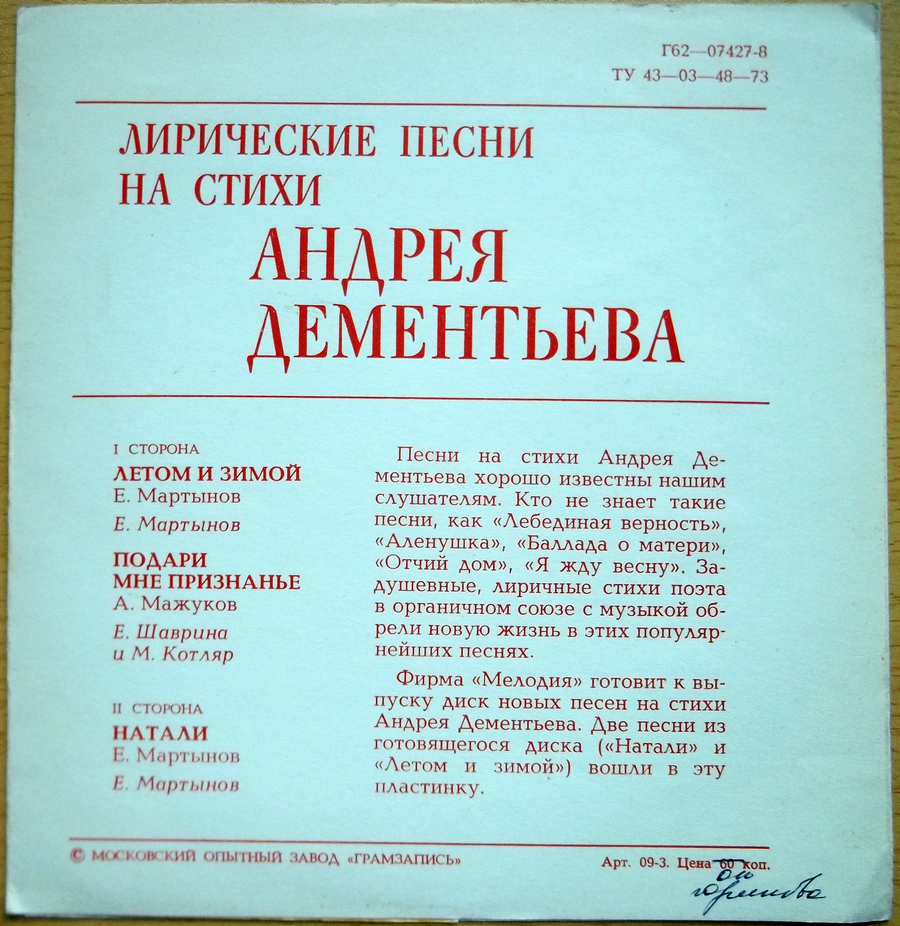 Г62—07427-8
ТУ 43—03—48—73
ЛИРИЧЕСКИЕ ПЕСНИ
НА СТИХИ
АНДРЕЯ
ДЕМЕНТЬЕВА
I СТОРОНА
ЛЕТОМ И ЗИМОЙ
Е. Мартынов
Е. Мартынов
ПОДАРИ
МНЕ ПРИЗНАНЬЕ
А. Мажуков
Е. Шаврина
и М. Котляр
II СТОРОНА
НАТАЛИ
Е. Мартынов
Е. Мартынов
Песни на стихи Андрея Де-
ментьева хорошо известны нашим
слушателям. Кто не знает такие
песни, как «Лебединая верность»,
«Аленушка», «Баллада о матери»,
«Отчий дом», «Я жду весну». За-
душевные, лиричные стихи поэта
в органичном союзе с музыкой об-
рели новую жизнь в этих популяр-
нейших песнях.
Фирма «Мелодия» готовит к вы-
пуску диск новых песен на стихи
Андрея Дементьева. Две песни из
готовящегося диска («Натали» и
«Летом и зимой») вошли в эту
пластинку.
© МОСКОВСКИЙ ОПЫТНЫЙ ЗАВОД «ГРАМЗАПИСЬ»
Арт. 09-3. Цена 60 коп.